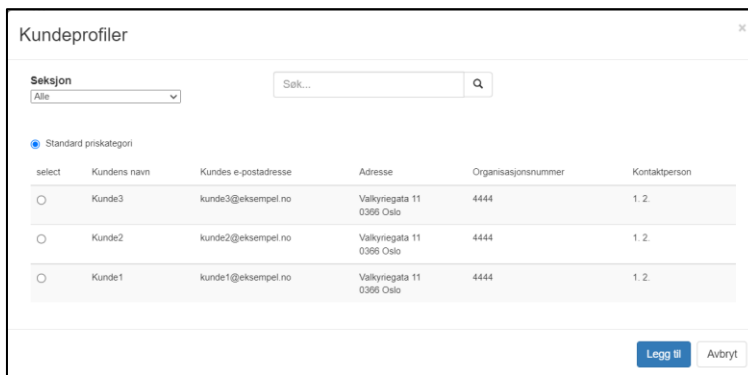 Kundeprofiler
×
Seksjon
Alle
Søk...
Standard priskategori
select Kundens navn Kundes e-postadresse Adresse Organisasjonsnummer Kontaktperson
Kunde3 kunde3@eksempel.no Valkyriegata 11 4444 1. 2.
0366 Oslo
Kunde2 kunde2@eksempel.no Valkyriegata 11 4444 1. 2.
0366 Oslo
Kunde1 kunde1@eksempel.no Valkyriegata 11 4444 1. 2.
0366 Oslo
Legg til Avbryt